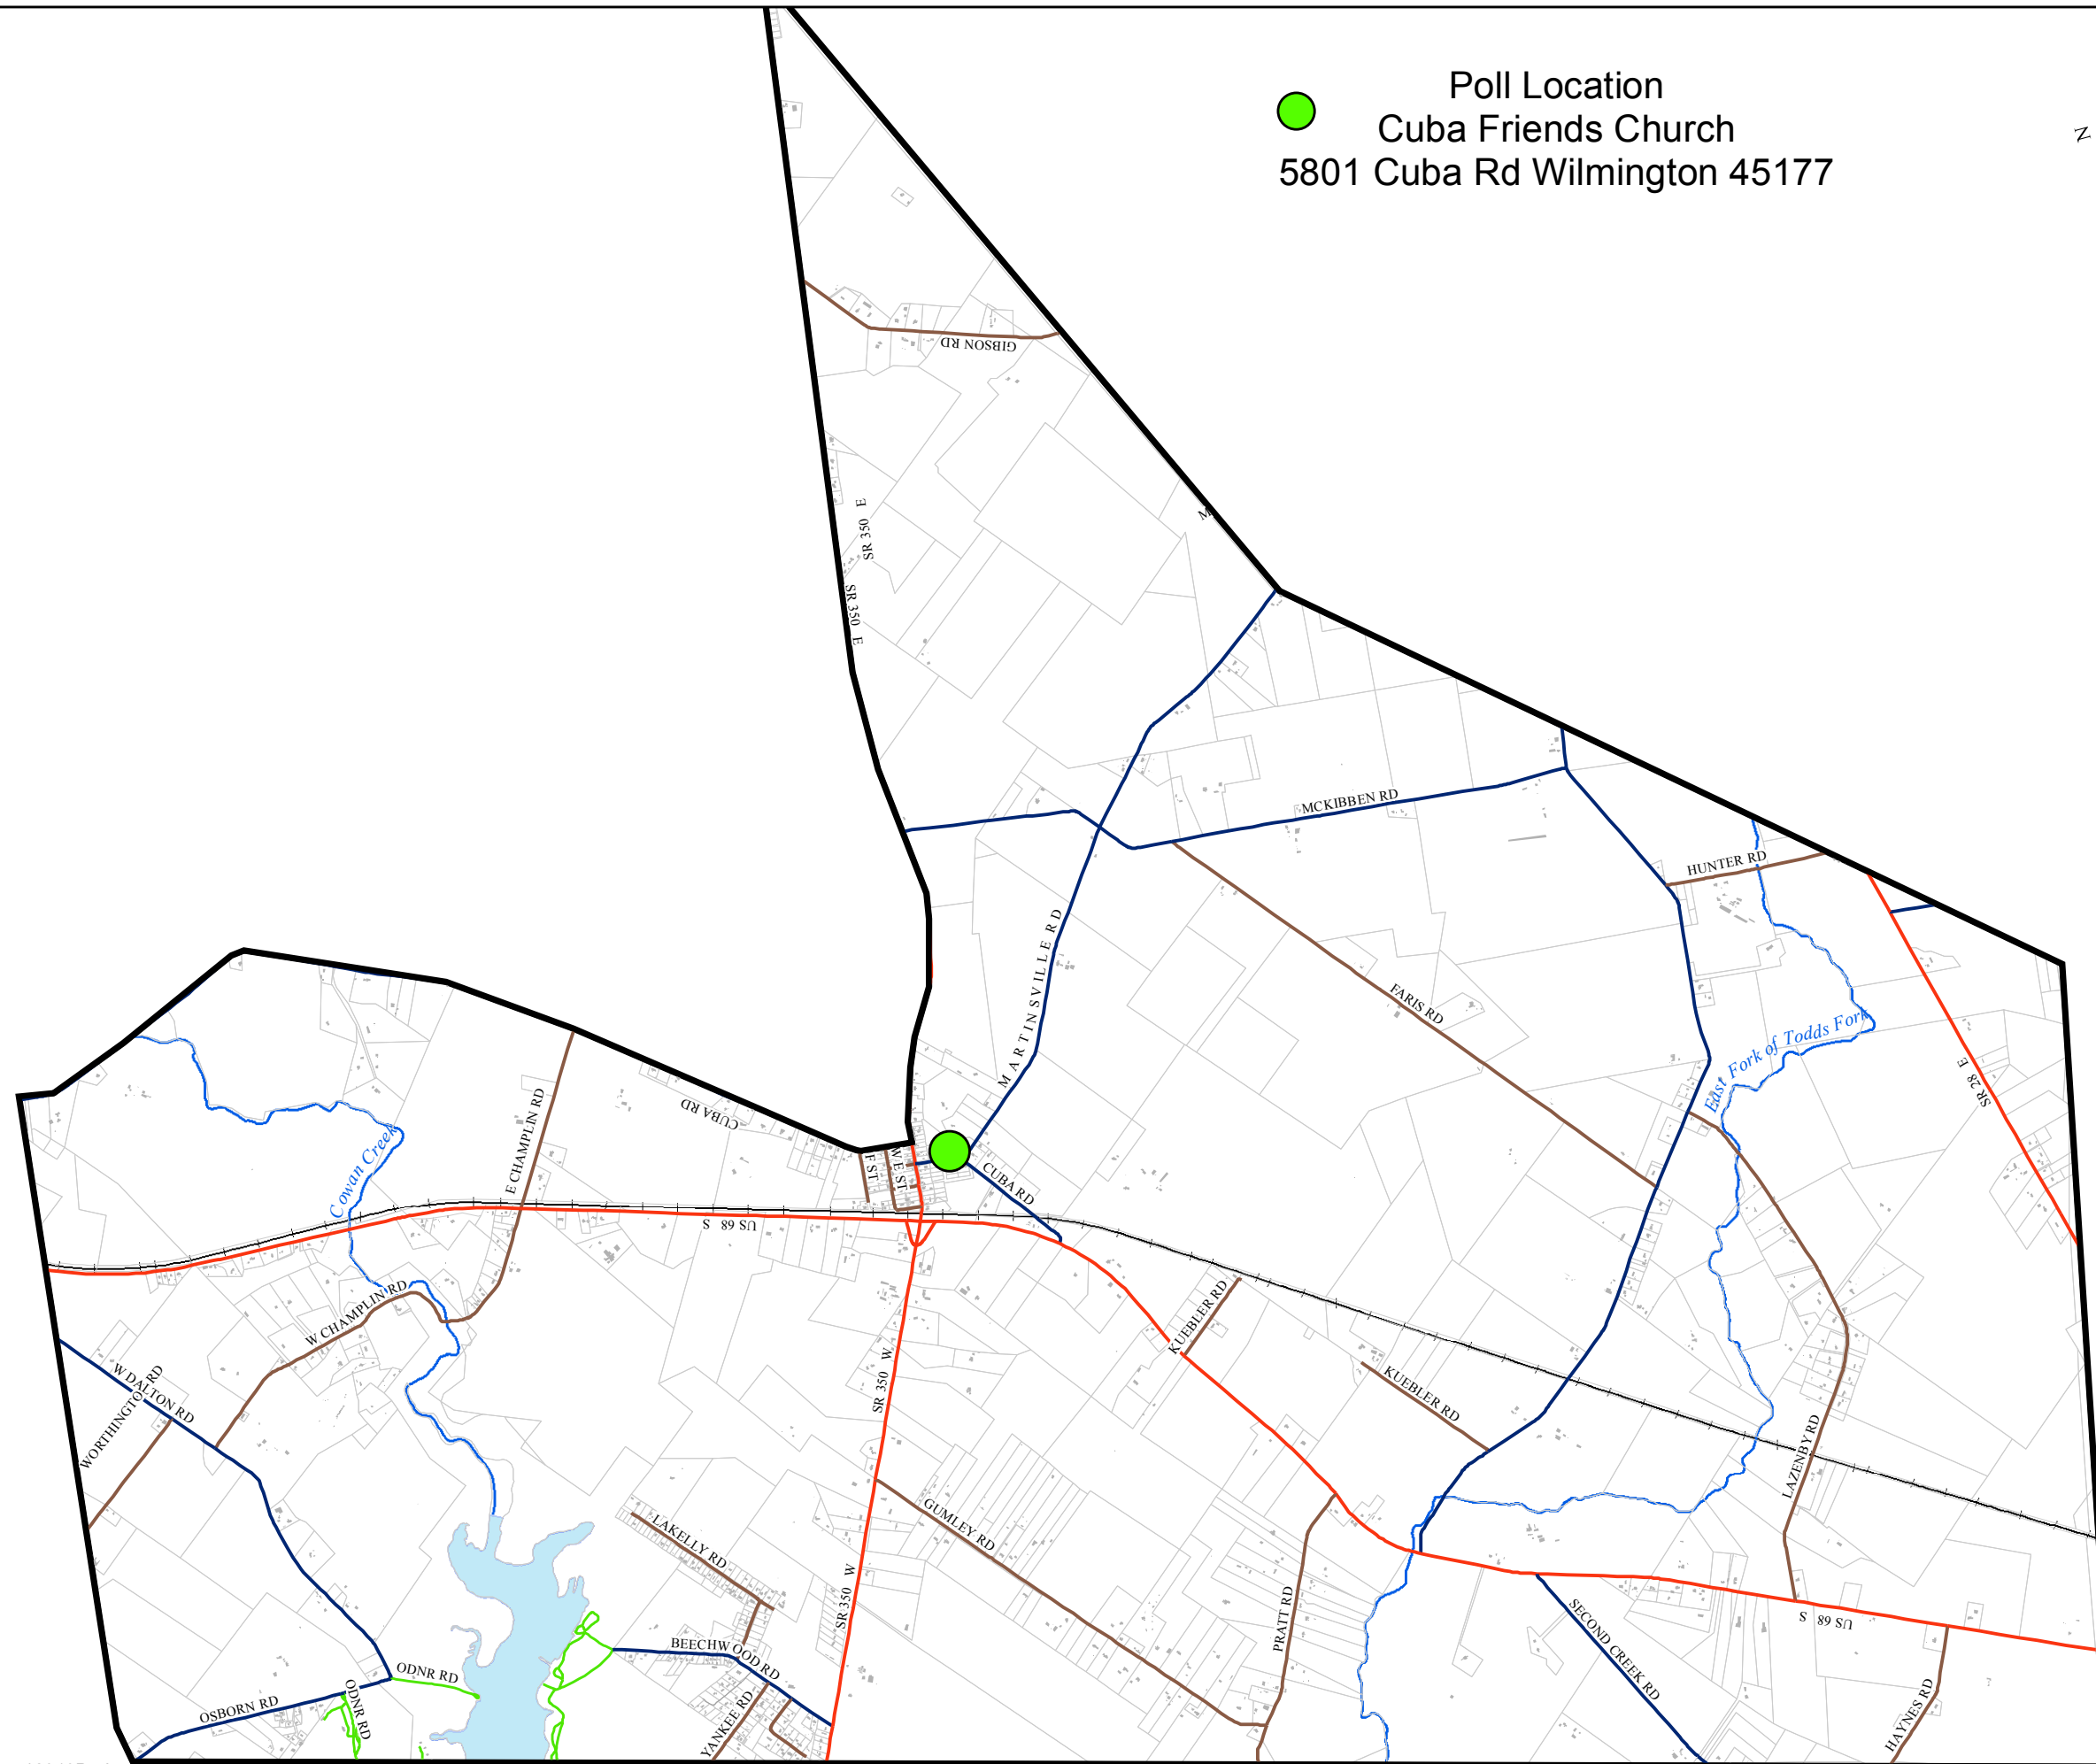 Poll Location
Cuba Friends Church
5801 Cuba Rd Wilmington 45177
N
GIBSON RD
SR 350 E
SR 350 E
M
MCKIBBEN RD
HUNTER RD
MARTINSVILLE RD
FARIS RD
East Fork of Todds Fork
SR 28 E
CUBA RD
E CHAMPLIN RD
Cowan Creek
F ST
W E ST
CUBA RD
US 68 S
W CHAMPLIN RD
KUEBLER RD
W DALTON RD
WORTHINGTO RD
SR 350 W
KUEBLER RD
LAZENBY RD
GUMLEY RD
LAKELLY RD
SR 350 W
PRATT RD
US 68 S
SECOND CREEK RD
BEECHWOOD RD
ODNR RD
ODNR RD
OSBORN RD
YANKEE RD
HAYNES RD